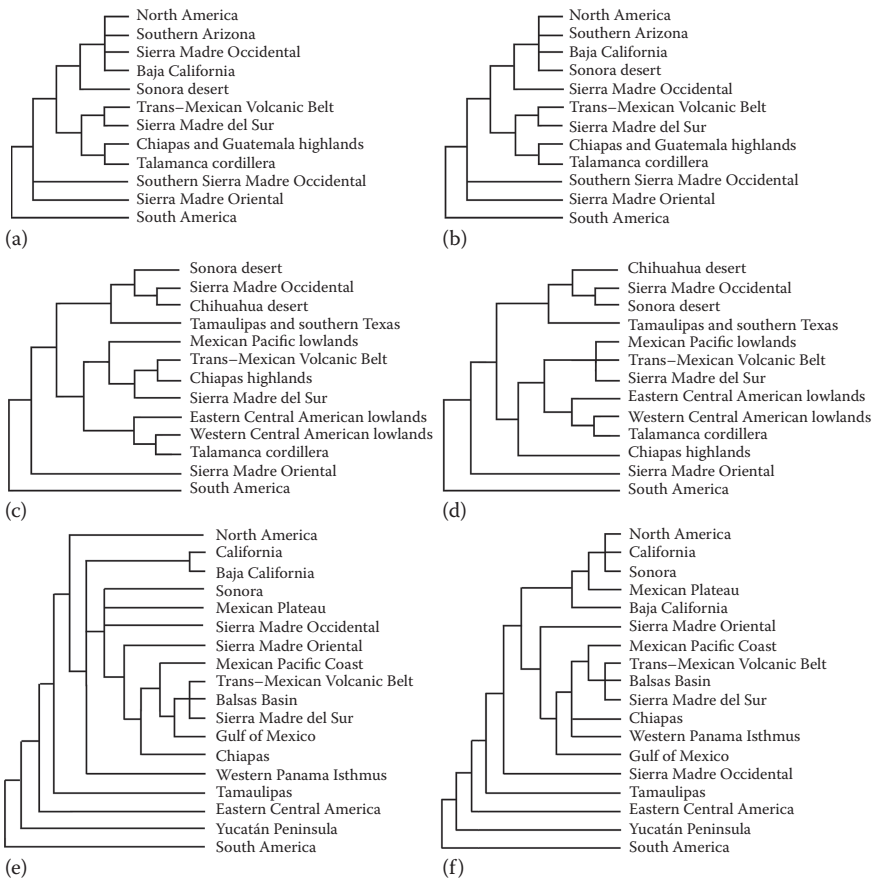 North America
Southern Arizona
Sierra Madre Occidental
Baja California
Sonora desert
Trans–Mexican Volcanic Belt
Sierra Madre del Sur
Chiapas and Guatemala highlands
Talamanca cordillera
Southern Sierra Madre Occidental
Sierra Madre Oriental
South America
(a)
North America
Southern Arizona
Baja California
Sonora desert
Sierra Madre Occidental
Trans–Mexican Volcanic Belt
Sierra Madre del Sur
Chiapas and Guatemala highlands
Talamanca cordillera
Southern Sierra Madre Occidental
Sierra Madre Oriental
South America
(b)
Sonora desert
Sierra Madre Occidental
Chihuahua desert
Tamaulipas and southern Texas
Mexican Pacific lowlands
Trans–Mexican Volcanic Belt
Chiapas highlands
Sierra Madre del Sur
Eastern Central American lowlands
Western Central American lowlands
Talamanca cordillera
Sierra Madre Oriental
South America
(c)
Chihuahua desert
Sierra Madre Occidental
Sonora desert
Tamaulipas and southern Texas
Mexican Pacific lowlands
Trans–Mexican Volcanic Belt
Sierra Madre del Sur
Eastern Central American lowlands
Western Central American lowlands
Talamanca cordillera
Chiapas highlands
Sierra Madre Oriental
South America
(d)
North America
California
Baja California
Sonora
Mexican Plateau
Sierra Madre Occidental
Sierra Madre Oriental
Mexican Pacific Coast
Trans–Mexican Volcanic Belt
Balsas Basin
Sierra Madre del Sur
Gulf of Mexico
Chiapas
Western Panama Isthmus
Tamaulipas
Eastern Central America
Yucatán Peninsula
South America
(e)
North America
California
Sonora
Mexican Plateau
Baja California
Sierra Madre Oriental
Mexican Pacific Coast
Trans–Mexican Volcanic Belt
Balsas Basin
Sierra Madre del Sur
Chiapas
Western Panama Isthmus
Gulf of Mexico
Sierra Madre Occidental
Tamaulipas
Eastern Central America
Yucatán Peninsula
South America
(f)